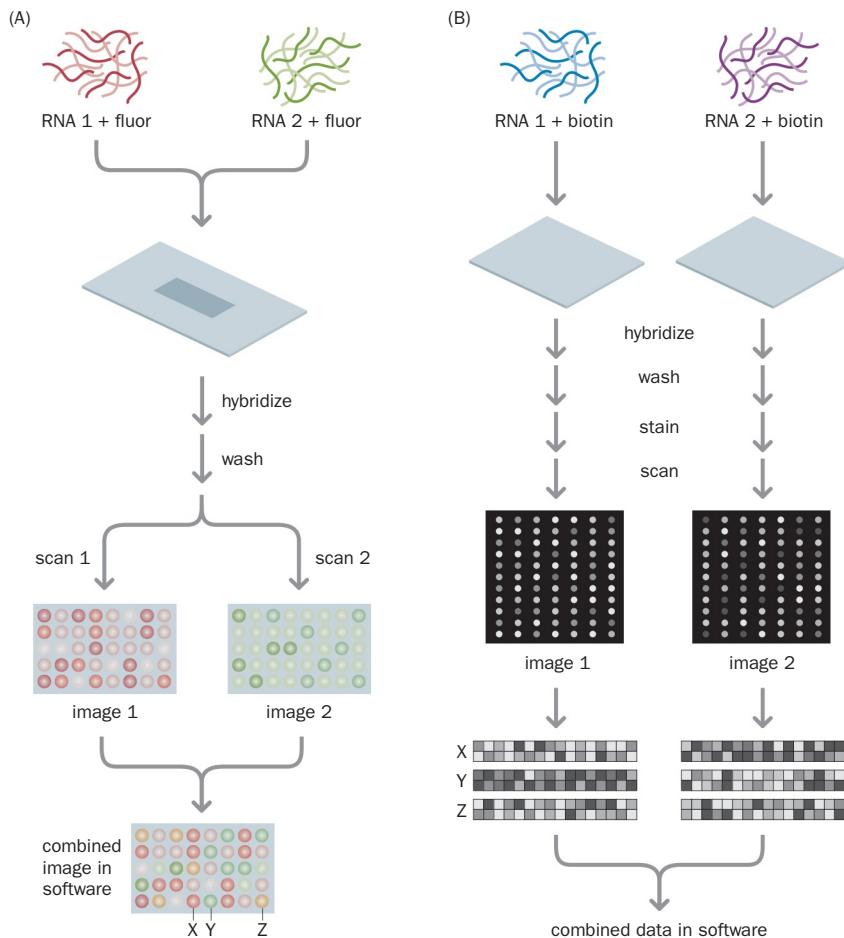 (A)
RNA 1 + fluor
RNA 2 + fluor
hybridize
wash
scan 1
scan 2
image 1
image 2
combined
image in
software
X Y Z
(B)
RNA 1 + biotin
RNA 2 + biotin
hybridize
wash
stain
scan
image 1
image 2
X
Y
Z
combined data in software